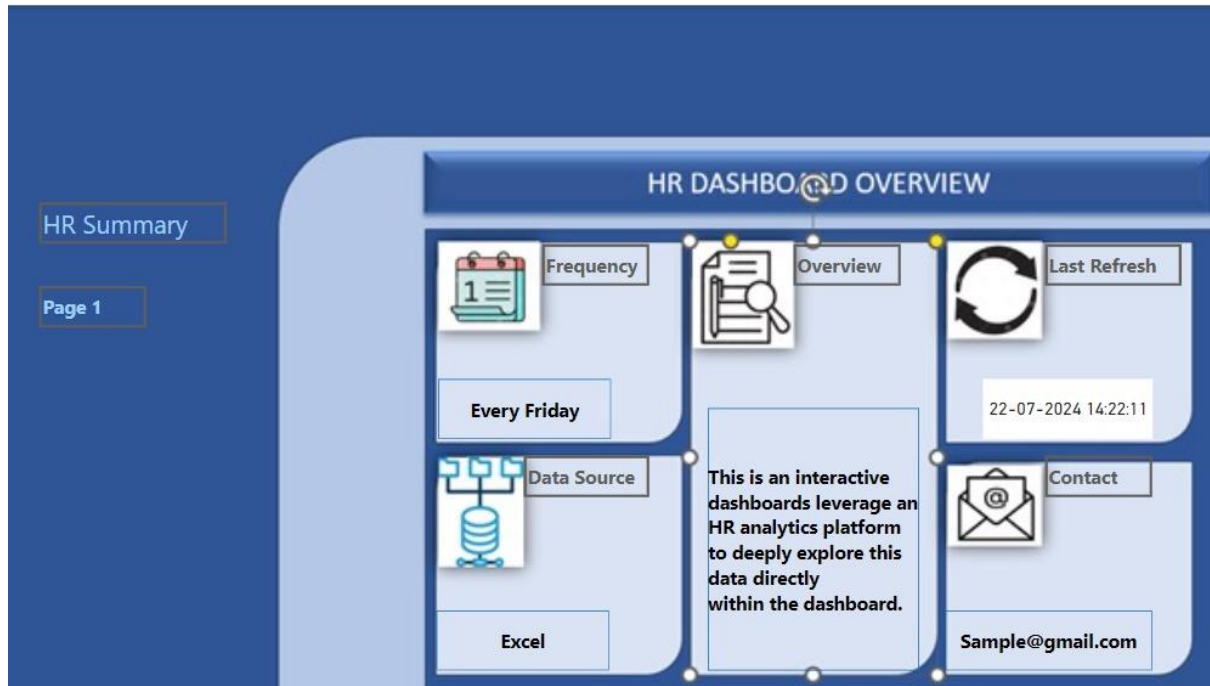 HR DASHBOARD OVERVIEW
HR Summary
Page 1
Frequency
Every Friday
Overview
This is an interactive
dashboards leverage an
HR analytics platform
to deeply explore this
data directly
within the dashboard.
Last Refresh
22-07-2024 14:22:11
Data Source
Excel
Contact
Sample@gmail.com
1
@